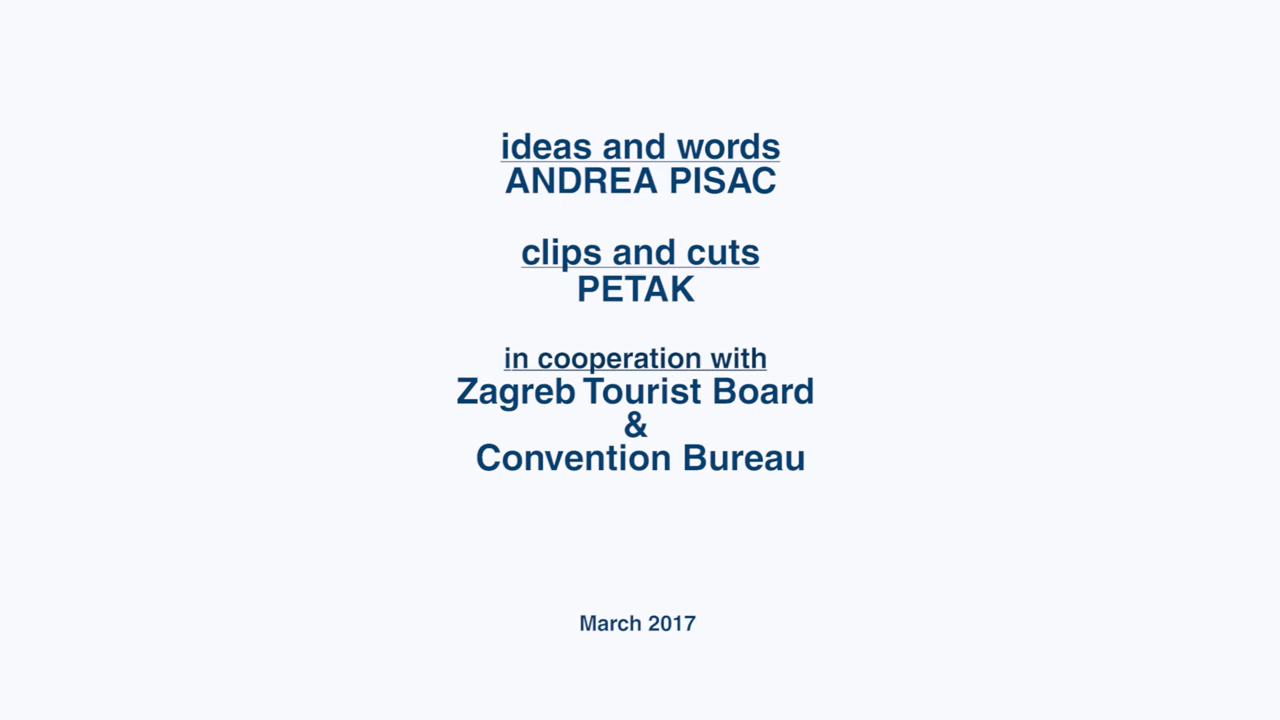 ideas and words
ANDREA PISAC
clips and cuts
PETAK
in cooperation with
Zagreb Tourist Board
&
Convention Bureau
March 2017